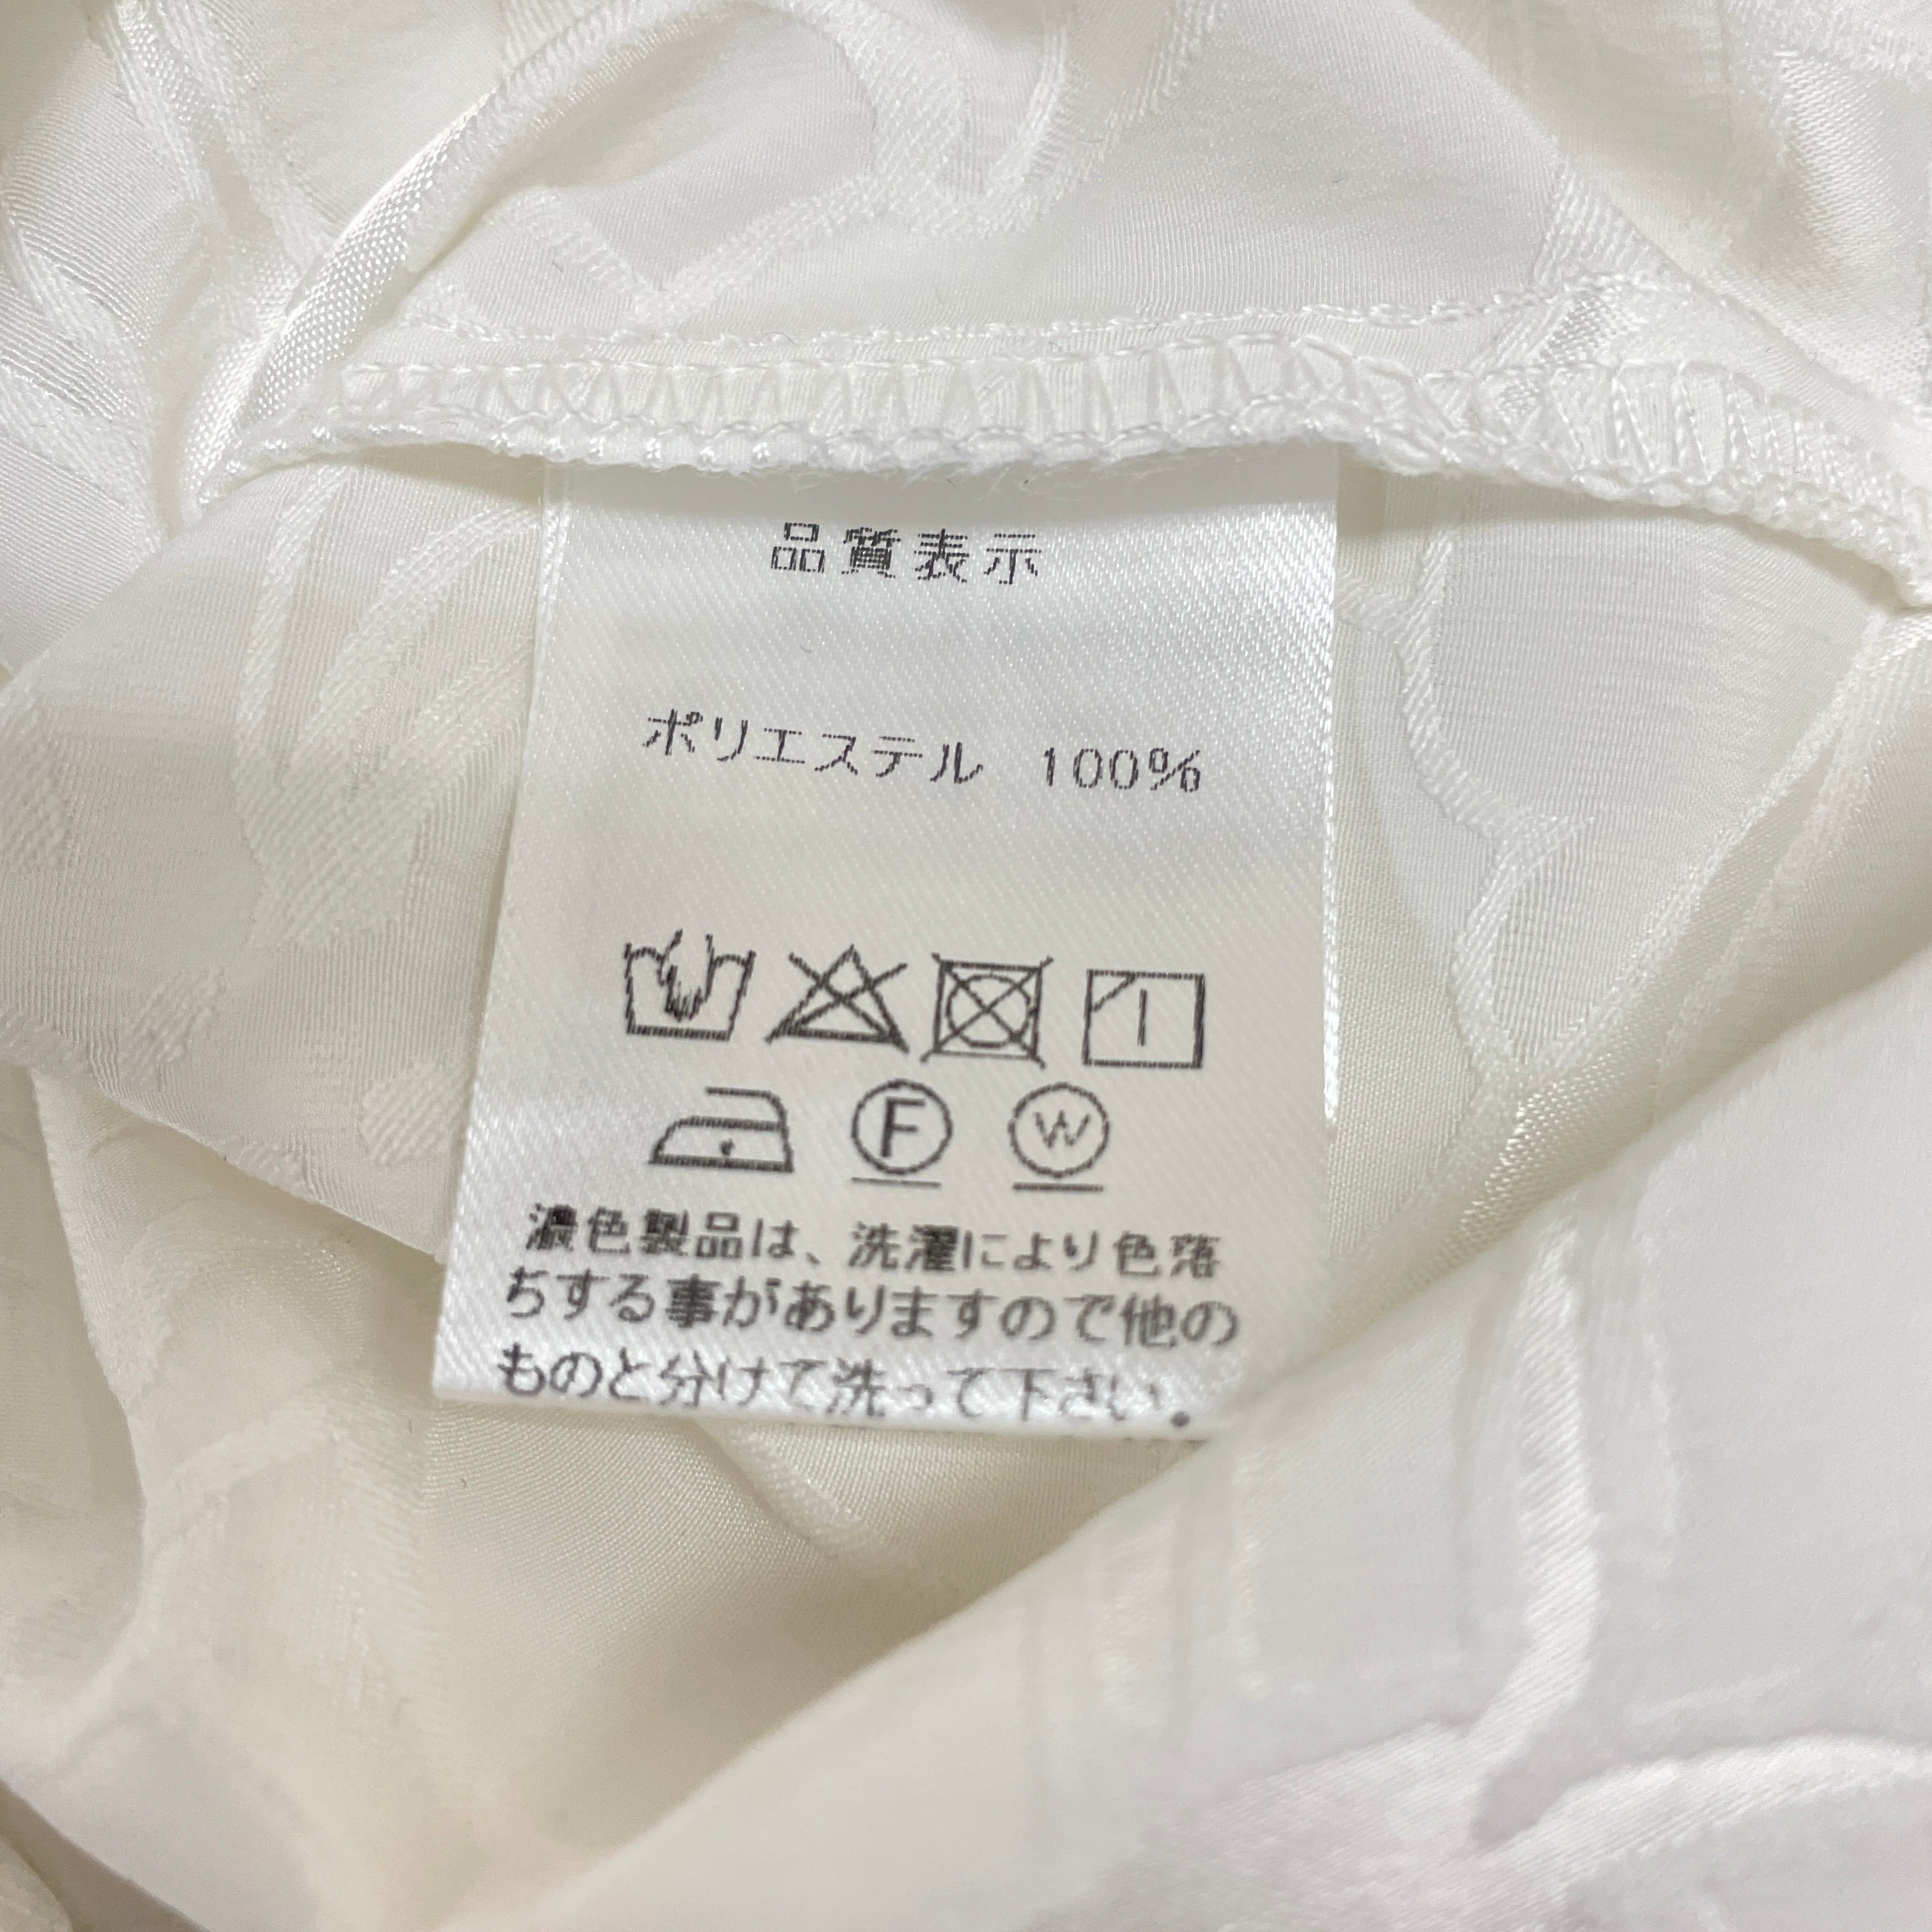 品質表示
ポリエステル 100%
F W
濃色製品は、洗濯により色落
ちする事がありますので他の
ものと分けて洗って下さい。